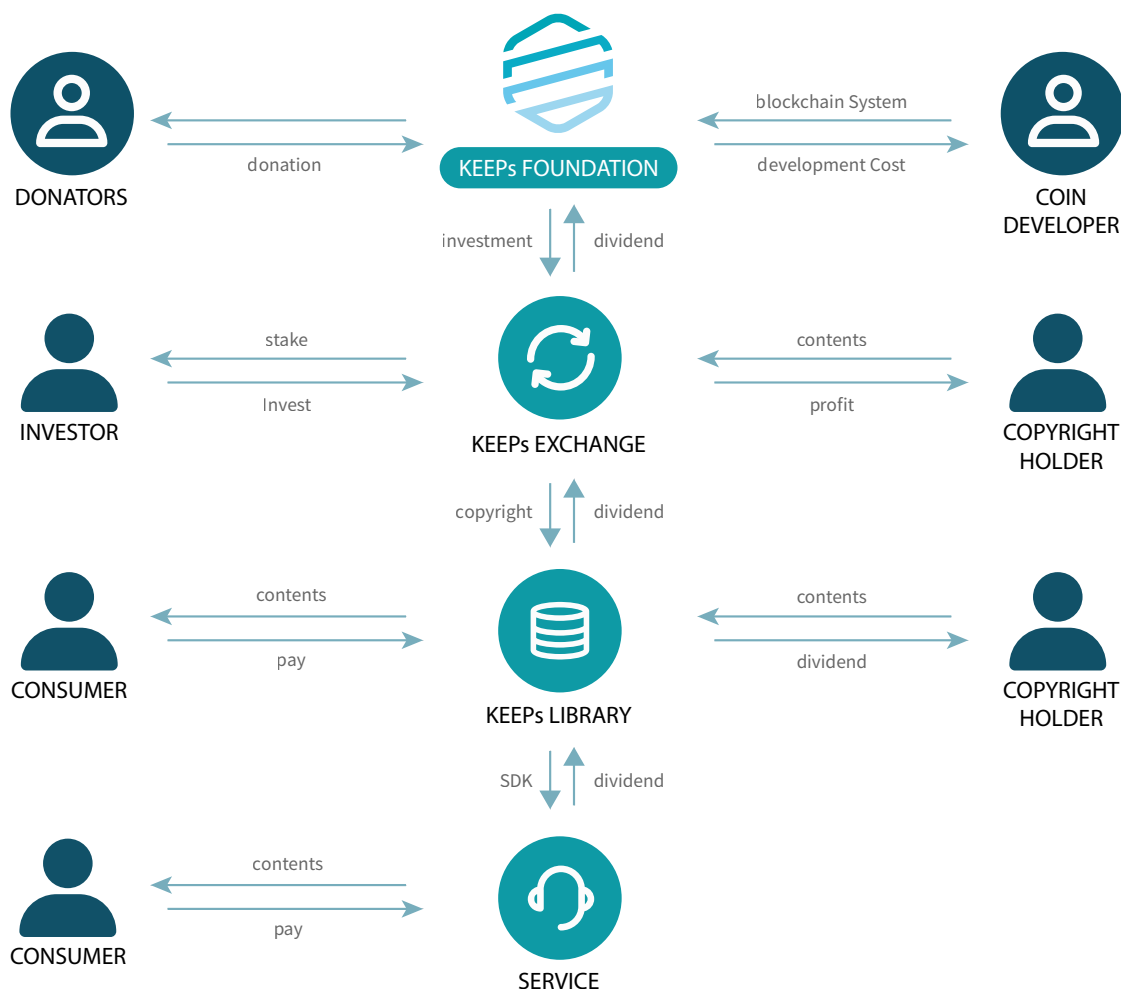 blockchain System
donation
KEEPs FOUNDATION
development Cost
DONATORS
COIN
DEVELOPER
investment
dividend
stake
contents
Invest
profit
INVESTOR
KEEPs EXCHANGE
COPYRIGHT
HOLDER
copyright
dividend
contents
contents
pay
dividend
CONSUMER
KEEPs LIBRARY
COPYRIGHT
HOLDER
SDK
dividend
contents
pay
CONSUMER
SERVICE